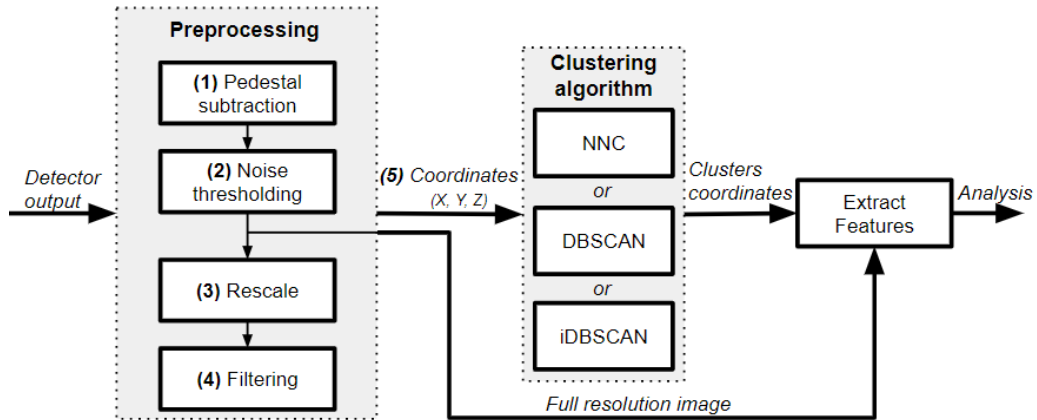 Preprocessing
(1) Pedestal
subtraction
(2) Noise
thresholding
(3) Rescale
(4) Filtering
Detector
output
(5) Coordinates
(X, Y, Z)
Clustering
algorithm
NNC
or
DBSCAN
or
iDBSCAN
Clusters
coordinates
Extract
Features
Analysis
Full resolution image